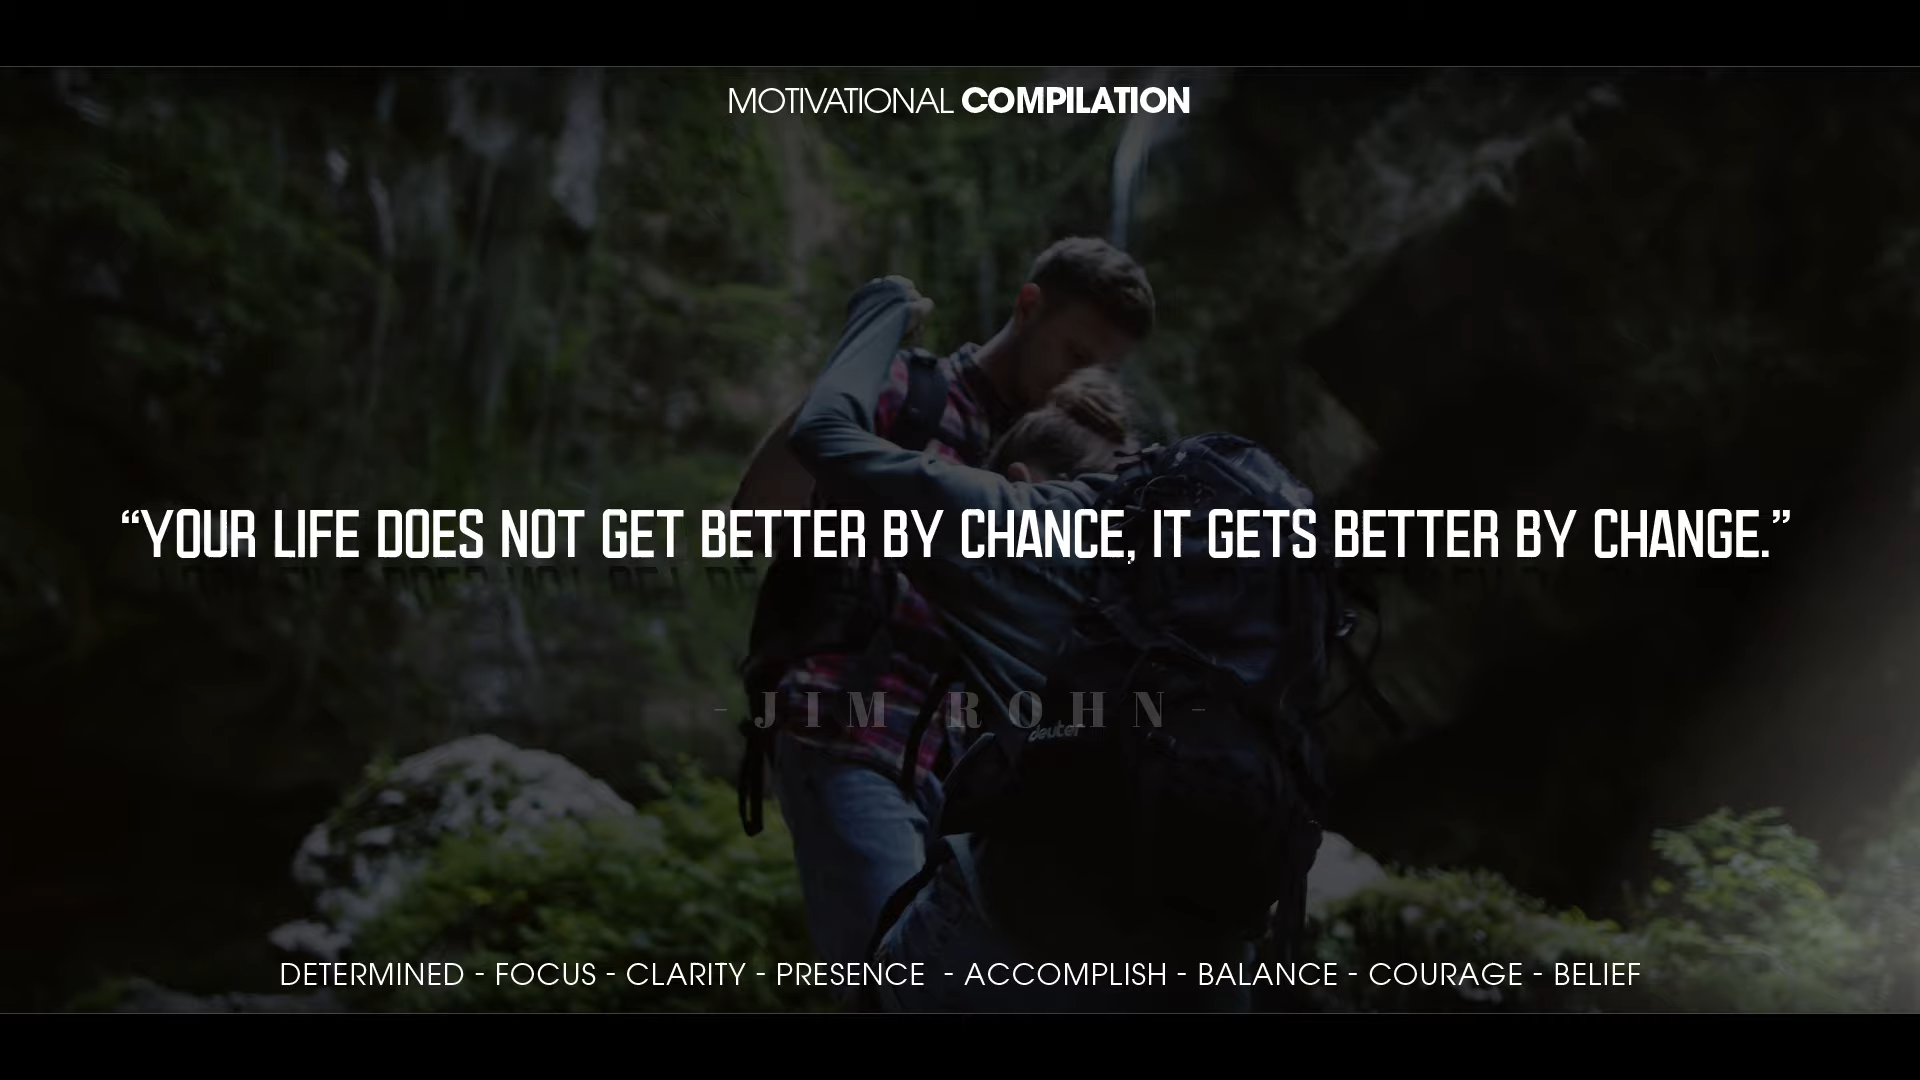 MOTIVATIONAL COMPILATION
“YOUR LIFE DOES NOT GET BETTER BY CHANCE, IT GETS BETTER BY CHANGE.”
- JIM ROHN -
deuter
DETERMINED - FOCUS - CLARITY - PRESENCE - ACCOMPLISH - BALANCE - COURAGE - BELIEF